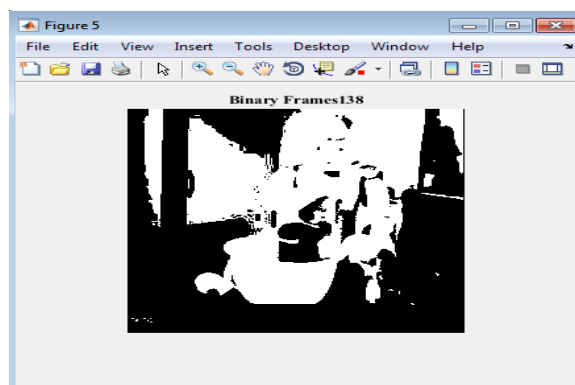 Figure 5
File Edit View Insert Tools Desktop Window Help
Binary Frames138